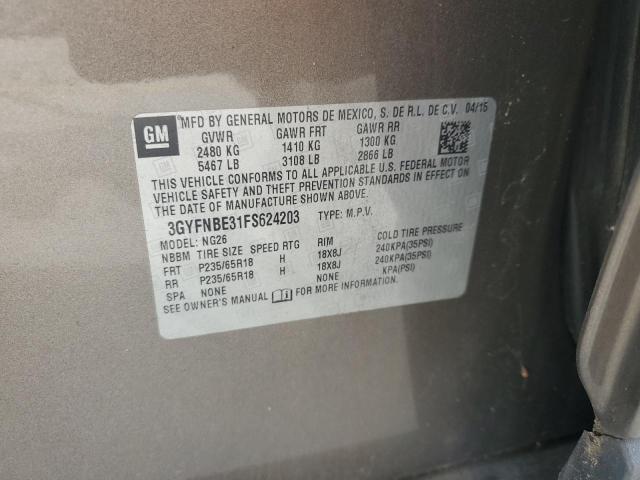 GM
MFD BY GENERAL MOTORS DE MEXICO, S. DE R.L. DE C.V. 04/15
GVWR GAWR FRT GAWR RR
2480 KG 1410 KG 1300 KG
5467 LB 3108 LB 2866 LB
THIS VEHICLE CONFORMS TO ALL APPLICABLE U.S. FEDERAL MOTOR
VEHICLE SAFETY AND THEFT PREVENTION STANDARDS IN EFFECT ON
THE DATE OF MANUFACTURE SHOWN ABOVE.
3GYFNBE31FS624203 TYPE: M.P.V.
MODEL: NG26
NBBM TIRE SIZE SPEED RTG RIM COLD TIRE PRESSURE
FRT P235/65R18 H 18X8J 240KPA(35PSI)
RR P235/65R18 H 18X8J 240KPA(35PSI)
SPA NONE NONE KPA(PSI)
SEE OWNER'S MANUAL FOR MORE INFORMATION.